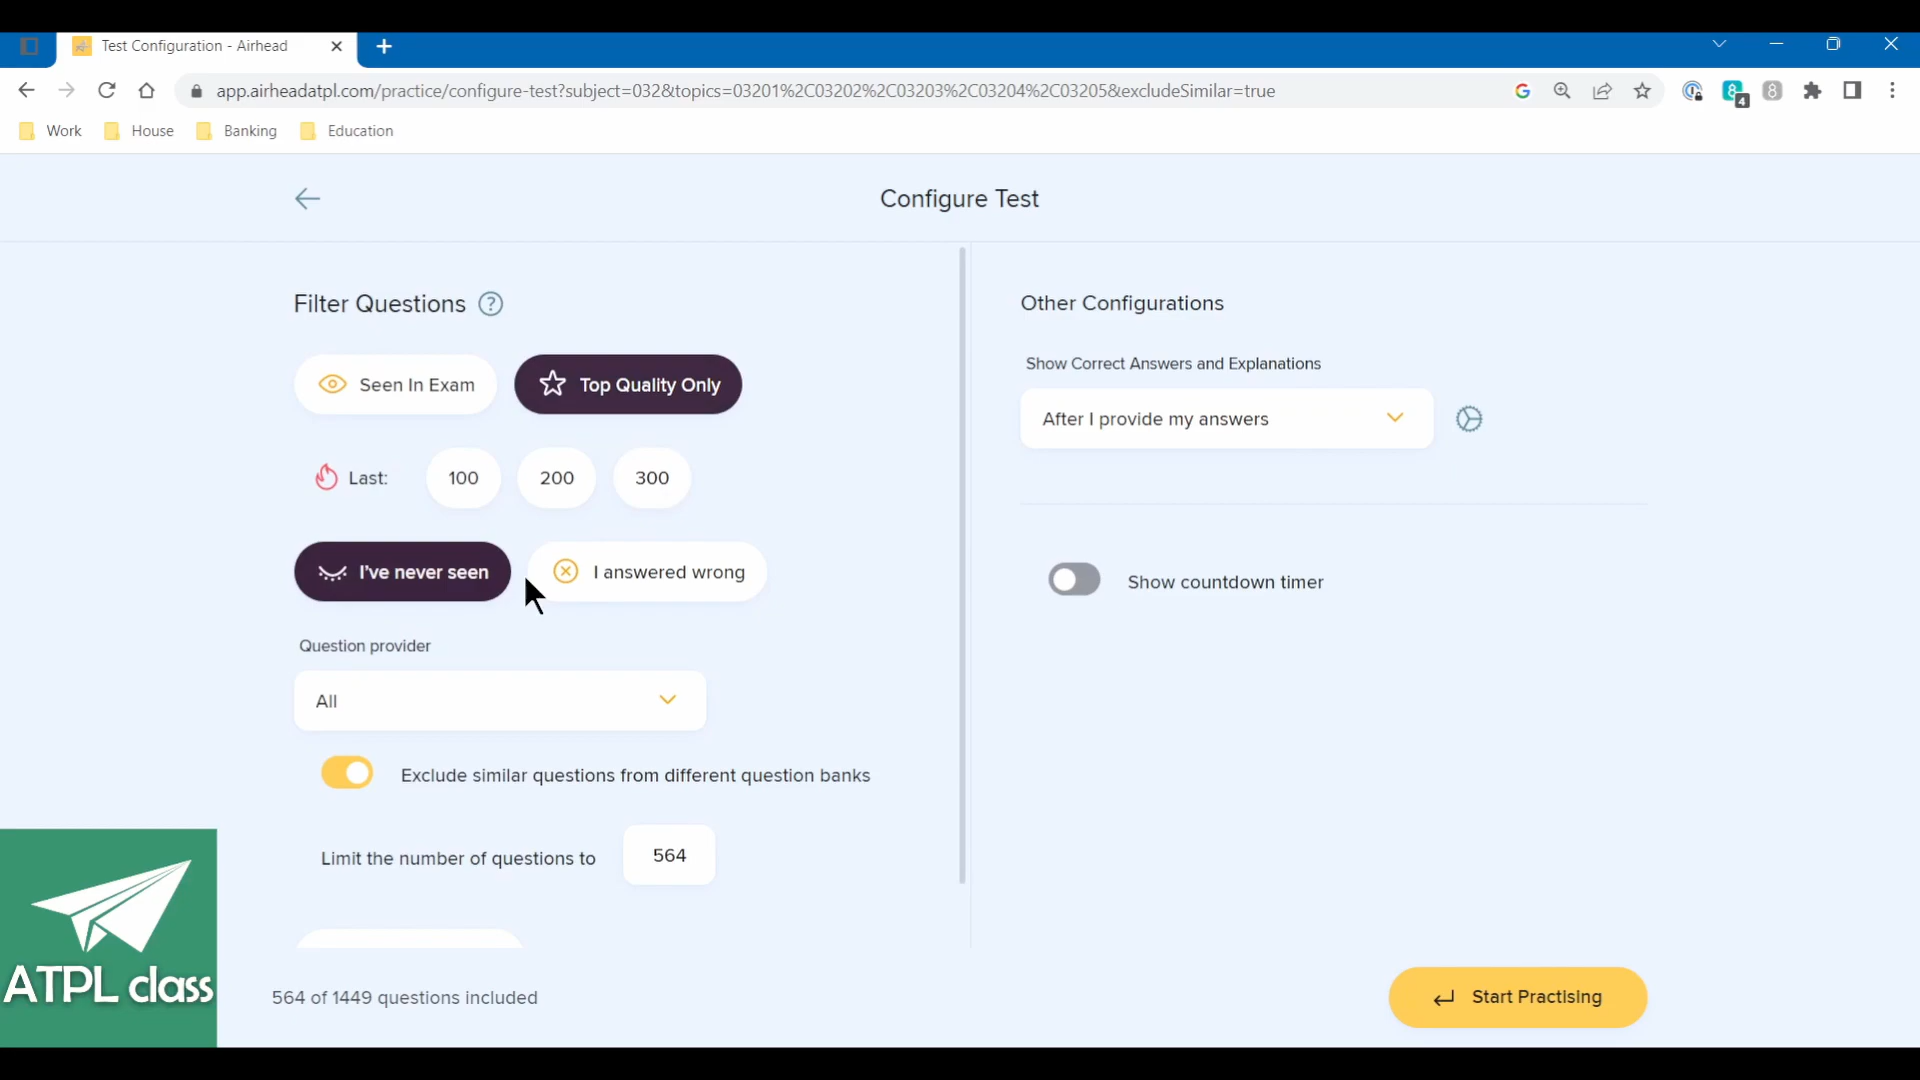 Test Configuration - Airhead
app.airheadatpl.com/practice/configure-test?subject=032&topics=03201%2C03202%2C03203%2C03204%2C03205&excludeSimilar=true
8
4
8
Work
House
Banking
Education
Configure Test
Filter Questions ?
Seen In Exam
Top Quality Only
Last:
100
200
300
I've never seen
I answered wrong
Question provider
All
Exclude similar questions from different question banks
Limit the number of questions to
564
Other Configurations
Show Correct Answers and Explanations
After I provide my answers
Show countdown timer
ATPL class
564 of 1449 questions included
Start Practising